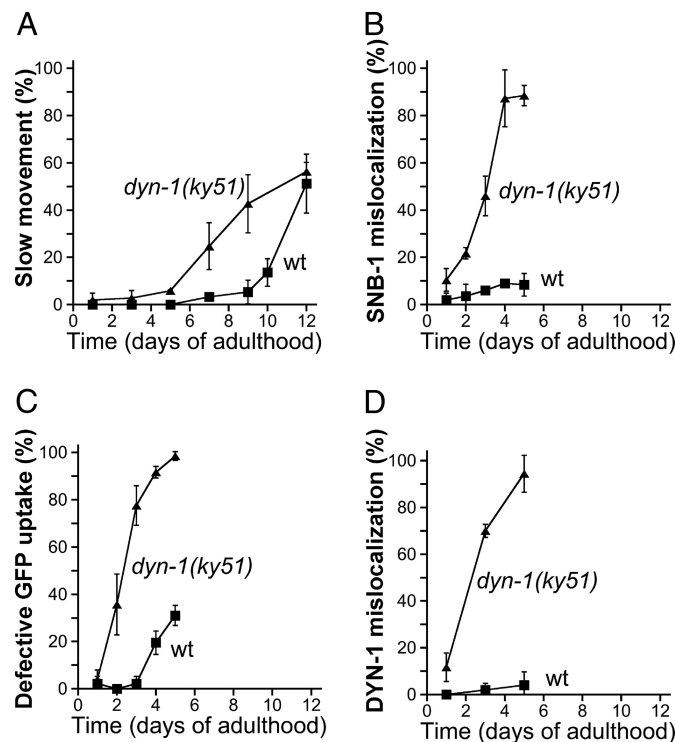 A
Slow movement (%)
100
80
60
40
20
0
dyn-1(ky51)
wt
0 2 4 6 8 10 12
Time (days of adulthood)
B
SNB-1 mislocalization (%)
100
80
60
40
20
0
dyn-1(ky51)
wt
0 2 4 6 8 10 12
Time (days of adulthood)
C
Defective GFP uptake (%)
100
80
60
40
20
0
dyn-1(ky51)
wt
0 2 4 6 8 10 12
Time (days of adulthood)
D
DYN-1 mislocalization (%)
100
80
60
40
20
0
dyn-1(ky51)
wt
0 2 4 6 8 10 12
Time (days of adulthood)